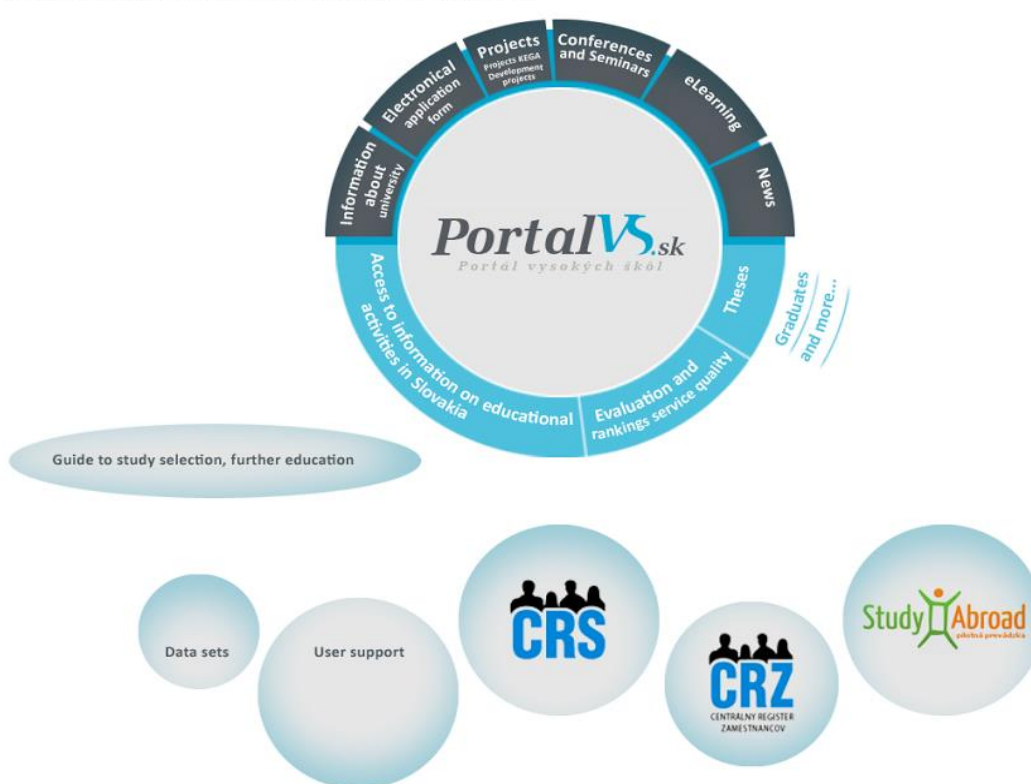 Information
about
university
Electronical
application
form
Projects
Projects KEGA
Development
projects
Conferences
and Seminars
eLearning
News
PortalVS.sk
Portál vysokých škôl
Access to information on educational
activities in Slovakia
Evaluation and
rankings service quality
Theses
Graduates
and more...
Guide to study selection, further education
Data sets
User support
CRS
CRZ
CENTRÁLNY REGISTER
ZAMESTNANCOV
Study Abroad
pilotná prevádzka